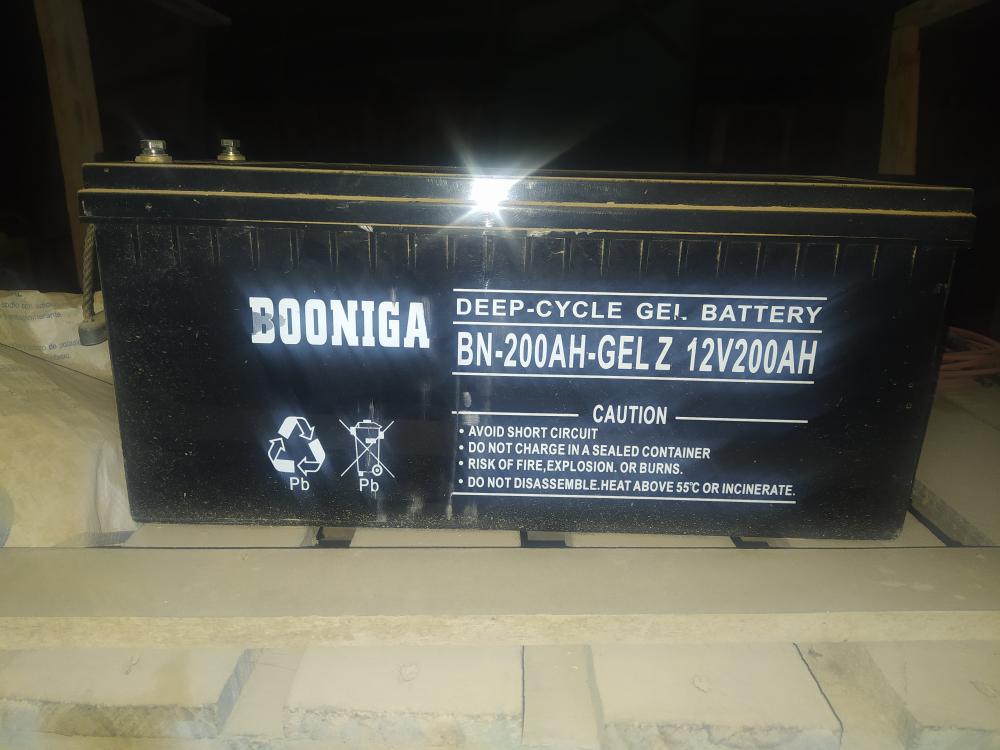 BOONIGA
DEEP-CYCLE GEL BATTERY
BN-200AH-GEL Z 12V200AH
CAUTION
• AVOID SHORT CIRCUIT
• DO NOT CHARGE IN A SEALED CONTAINER
• RISK OF FIRE,EXPLOSION. OR BURNS.
• DO NOT DISASSEMBLE.HEAT ABOVE 55℃ OR INCINERATE.
Pb
Pb